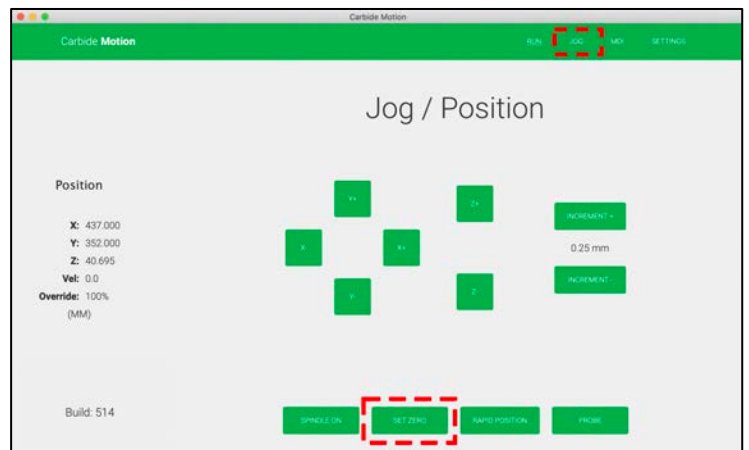 Carbide Motion
Carbide Motion
RUN JOG MDI SETTINGS
Jog / Position
Position
X: 437.000
Y: 352.000
Z: 40.695
Vel: 0.0
Override: 100%
(MM)
Y+
X- X+
Y-
Z+
Z-
INCREMENT +
0.25 mm
INCREMENT -
Build: 514
SPINDLE ON SET ZERO RAPID POSITION PROBE